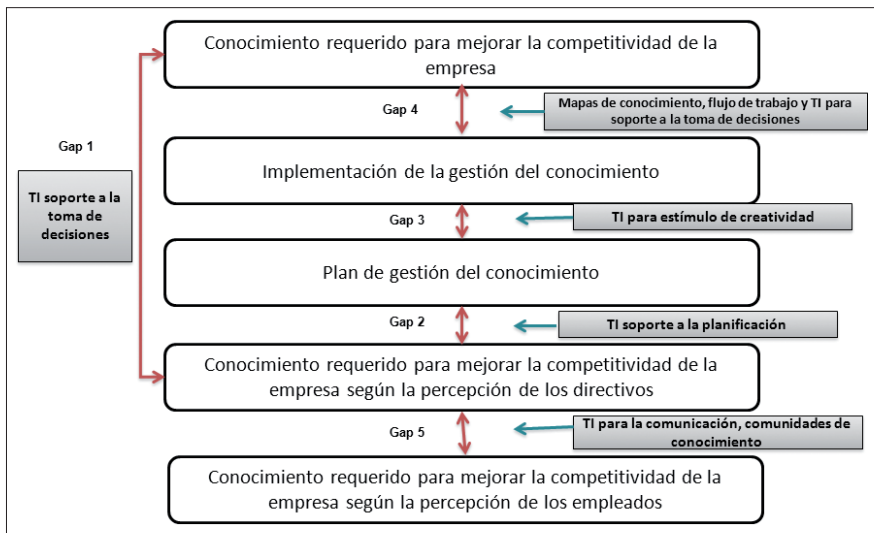 Conocimiento requerido para mejorar la competitividad de la
empresa
Gap 4
Mapas de conocimiento, flujo de trabajo y TI para
soporte a la toma de decisiones
Gap 1
TI soporte a la
toma de
decisiones
Implementación de la gestión del conocimiento
Gap 3
TI para estímulo de creatividad
Plan de gestión del conocimiento
Gap 2
TI soporte a la planificación
Conocimiento requerido para mejorar la competitividad de la
empresa según la percepción de los directivos
Gap 5
TI para la comunicación, comunidades de
conocimiento
Conocimiento requerido para mejorar la competitividad de la
empresa según la percepción de los empleados